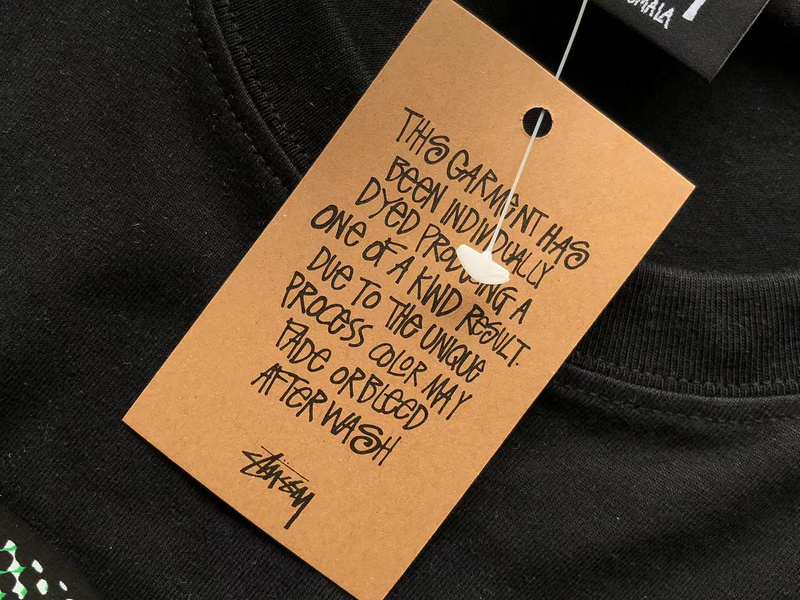 THIS GARMENT HAS
BEEN INDIVIDUALLY
DYED PRODUCING A
ONE OF A KIND RESULT.
DUE TO THE UNIQUE
PROCESS COLOR MAY
FADE OR BLEED
AFTER WASH
Stüssy